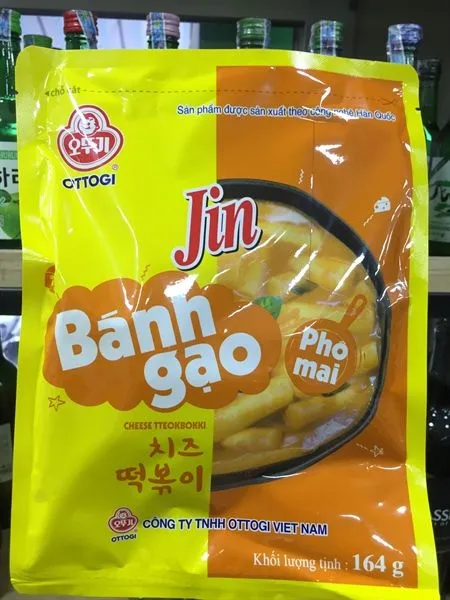 chỗ cắt
Sản phẩm được sản xuất theo công nghệ Hàn Quốc
오뚜기
OTTOGI
Jin
Bánh
gạo
Phô
mai
CHEESE TTEOKBOKKI
치즈
떡볶이
오뚜기
OTTOGI
CÔNG TY TNHH OTTOGI VIET NAM
Khối lượng tịnh : 164 g